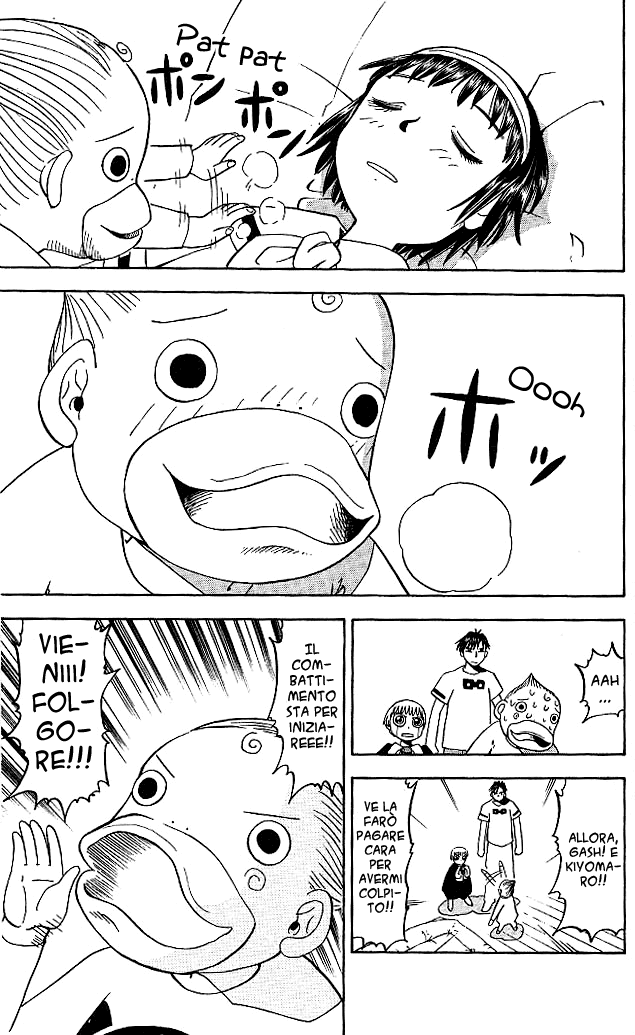 Pat pat
ポン
ポン
Oooh
ホッ
AAH
...
ALLORA,
GASH! E
KIYOMA-
RO!!
VE LA
FARÒ
PAGARE
CARA
PER
AVERMI
COLPI-
TO!!
IL
COM-
BATTI-
MENTO
STA PER
INIZIA-
REEE!!
VIE-
NIII!
FOL-
GO-
RE!!!